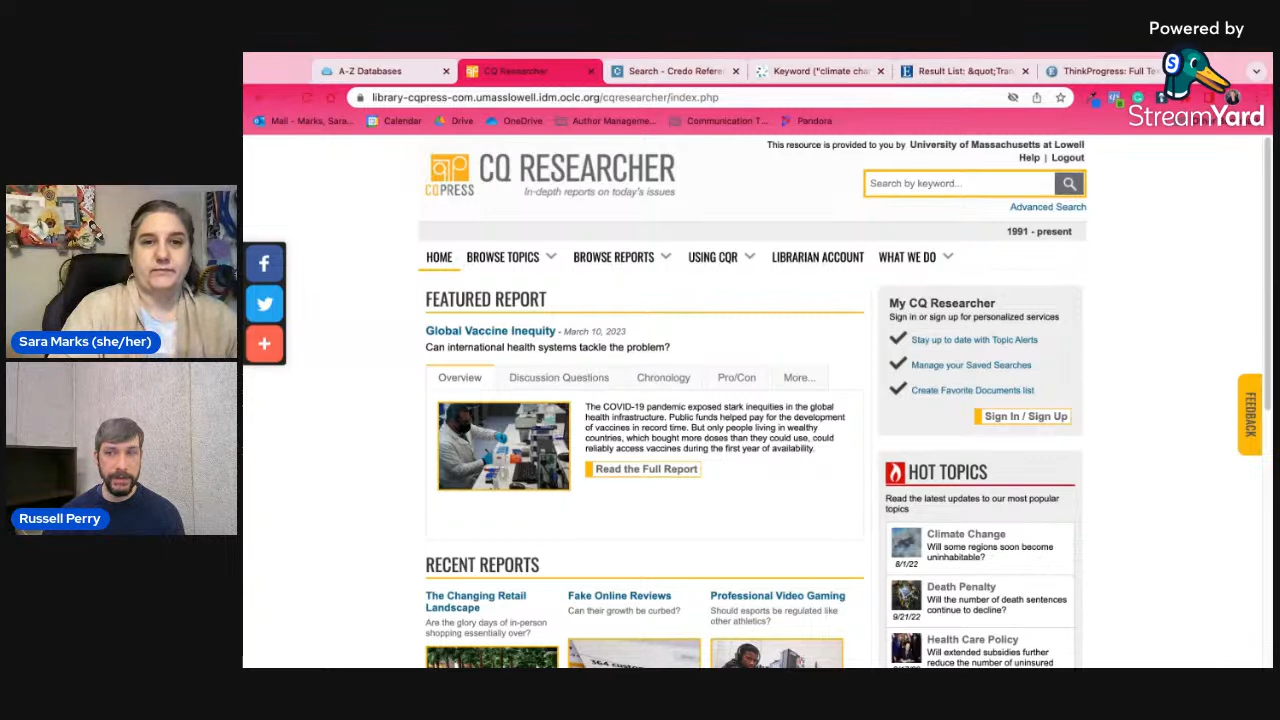 Powered by
StreamYard
A-Z Databases
CQ Researcher
Search - Credo Refere
Keyword ("climate cha
Result List: &quot;Tran
ThinkProgress: Full Te
library-cqpress-com.umasslowell.idm.oclc.org/cqresearcher/index.php
Mail - Marks, Sara...
Calendar
Drive
OneDrive
Author Manageme...
Communication T...
Pandora
This resource is provided to you by University of Massachusetts at Lowell
Help | Logout
CQPRESS
CQ RESEARCHER
In-depth reports on today's issues
Search by keyword...
Advanced Search
1991 - present
HOME
BROWSE TOPICS
BROWSE REPORTS
USING CQR
LIBRARIAN ACCOUNT
WHAT WE DO
FEATURED REPORT
Global Vaccine Inequity - March 10, 2023
Can international health systems tackle the problem?
Overview
Discussion Questions
Chronology
Pro/Con
More...
The COVID-19 pandemic exposed stark inequities in the global
health infrastructure. Public funds helped pay for the development
of vaccines in record time. But only people living in wealthy
countries, which bought more doses than they could use, could
reliably access vaccines during the first year of availability.
Read the Full Report
My CQ Researcher
Sign in or sign up for personalized services
Stay up to date with Topic Alerts
Manage your Saved Searches
Create Favorite Documents list
Sign In / Sign Up
FEEDBACK
HOT TOPICS
Read the latest updates to our most popular
topics
Climate Change
Will some regions soon become
uninhabitable?
8/1/22
Death Penalty
Will the number of death sentences
continue to decline?
9/21/22
Health Care Policy
Will extended subsidies further
reduce the number of uninsured
RECENT REPORTS
The Changing Retail
Landscape
Are the glory days of in-person
shopping essentially over?
Fake Online Reviews
Can their growth be curbed?
Professional Video Gaming
Should esports be regulated like
other athletics?
Sara Marks (she/her)
Russell Perry